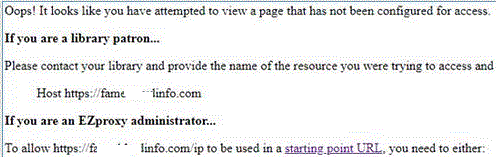 Oops! It looks like you have attempted to view a page that has not been configured for access.
If you are a library patron...
Please contact your library and provide the name of the resource you were trying to access and
Host
If you are an EZproxy administrator...
To allow to be used in a starting point URL, you need to either: